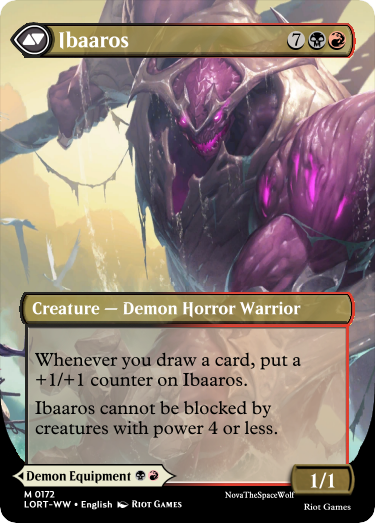 Ibaaros 7
Creature — Demon Horror Warrior
Whenever you draw a card, put a
+1/+1 counter on Ibaaros.
Ibaaros cannot be blocked by
creatures with power 4 or less.
Demon Equipment
1/1
M 0172
LORT-WW • English Riot Games
NovaTheSpaceWolf
Riot Games